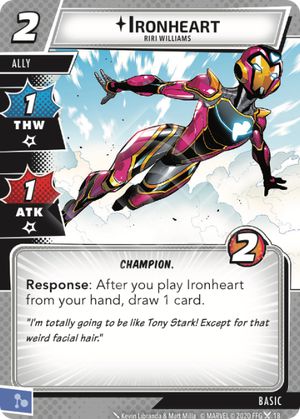 2
Ironheart
Riri Williams
ALLY
1
THW
1
ATK
2
CHAMPION.
Response: After you play Ironheart
from your hand, draw 1 card.
"I'm totally going to be like Tony Stark! Except for that
weird facial hair."
BASIC
Kevin Libranda & Matt Milla © MARVEL © 2020 FFG 18